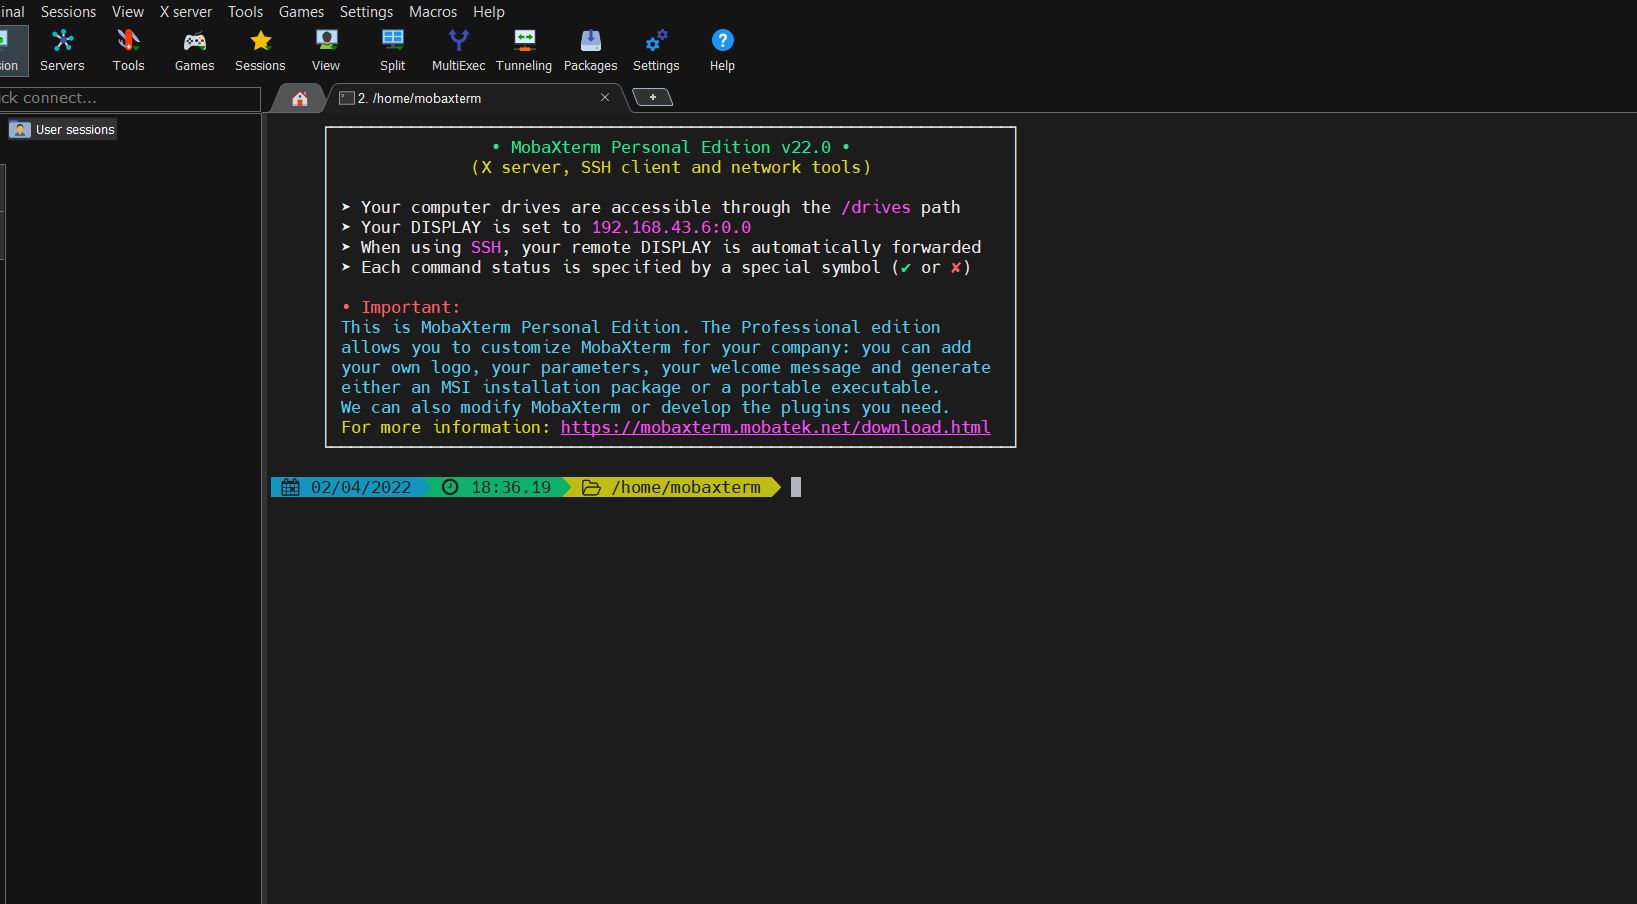 inal Sessions View X server Tools Games Settings Macros Help
sion Servers Tools Games Sessions View Split MultiExec Tunneling Packages Settings Help
ick connect...
2. /home/mobaxterm
User sessions
• MobaXterm Personal Edition v22.0 •
(X server, SSH client and network tools)
➤ Your computer drives are accessible through the /drives path
➤ Your DISPLAY is set to 192.168.43.6:0.0
➤ When using SSH, your remote DISPLAY is automatically forwarded
➤ Each command status is specified by a special symbol (✔ or ✘)
• Important:
This is MobaXterm Personal Edition. The Professional edition
allows you to customize MobaXterm for your company: you can add
your own logo, your parameters, your welcome message and generate
either an MSI installation package or a portable executable.
We can also modify MobaXterm or develop the plugins you need.
For more information: https://mobaxterm.mobatek.net/download.html
02/04/2022 18:36.19 /home/mobaxterm